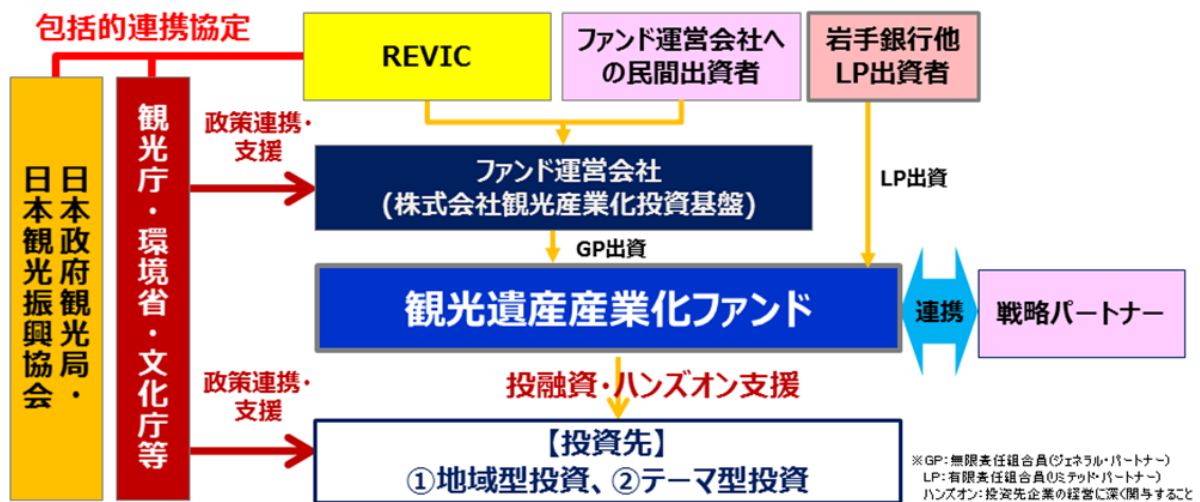 包括的連携協定
REVIC
ファンド運営会社へ
の民間出資者
岩手銀行他
LP出資者
日本政府観光局・
日本観光振興協会
観光庁・環境省・文化庁等
政策連携・
支援
ファンド運営会社
(株式会社観光産業化投資基盤)
LP出資
GP出資
観光遺産産業化ファンド
連携
戦略パートナー
政策連携・
支援
投融資・ハンズオン支援
【投資先】
①地域型投資、②テーマ型投資
※GP:無限責任組合員(ジェネラル・パートナー)
LP:有限責任組合員(リミテッド・パートナー)
ハンズオン:投資先企業の経営に深く関与すること